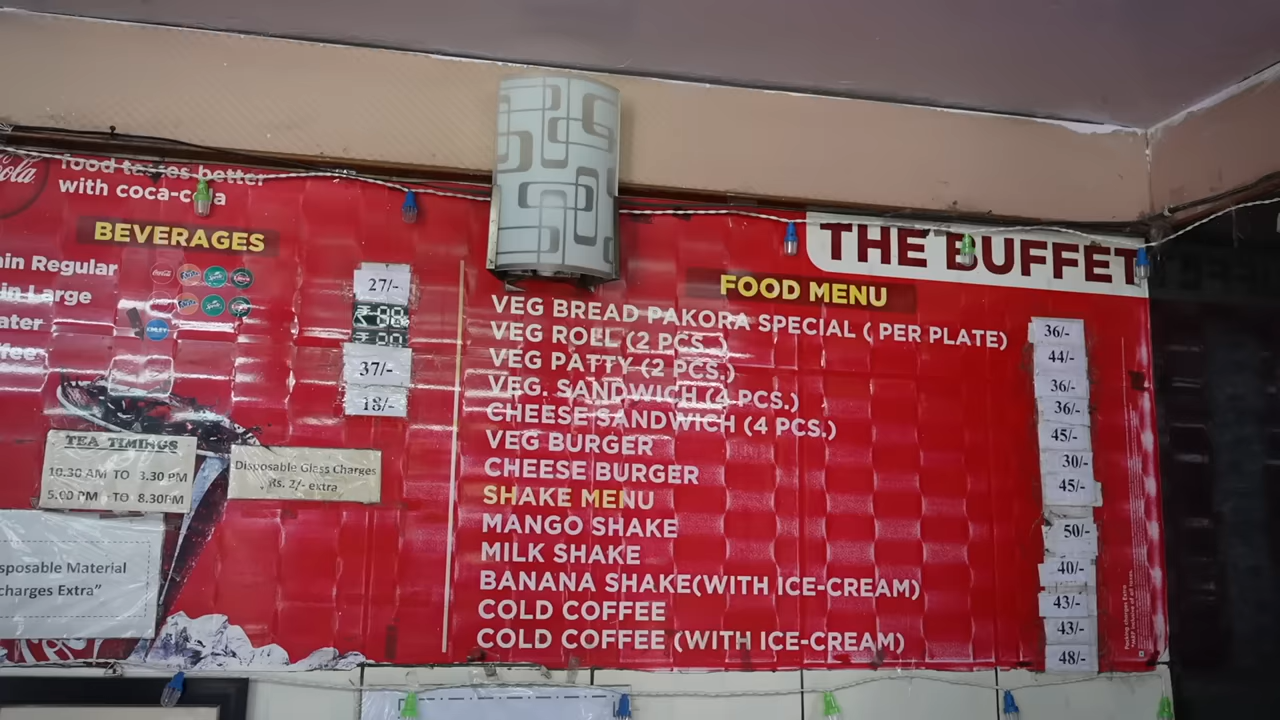 Cola
food tastes better
with coca-cola
BEVERAGES
ain Regular
in Large
ater
ffee
27/-
37/-
18/-
TEA TIMINGS
10.30 AM TO 3.30 PM
5.00 PM - TO 8.30PM
Disposable Glass Charges
Rs. 2/- extra
sposable Material
charges Extra"
THE BUFFET
FOOD MENU
VEG BREAD PAKORA SPECIAL ( PER PLATE) 36/-
VEG ROLL (2 PCS.) 44/-
VEG PATTY (2 PCS.) 36/-
VEG. SANDWICH (4 PCS.) 36/-
CHEESE SANDWICH (4 PCS.) 45/-
VEG BURGER 30/-
CHEESE BURGER 45/-
SHAKE MENU
MANGO SHAKE 50/-
MILK SHAKE 40/-
BANANA SHAKE(WITH ICE-CREAM) 43/-
COLD COFFEE 43/-
COLD COFFEE (WITH ICE-CREAM) 48/-